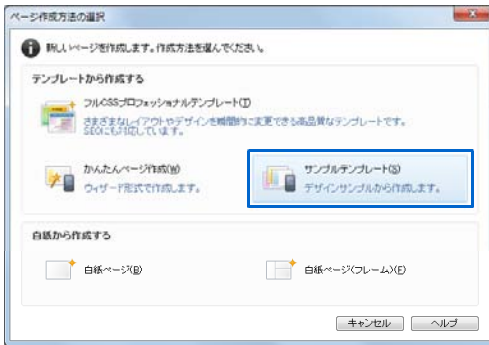 ページ作成方法の選択
新しいページを作成します。作成方法を選んでください。
テンプレートから作成する
フルCSSプロフェッショナルテンプレート(T)
さまざまなレイアウトやデザインを瞬間的に変更できる高品質なテンプレートです。
SEOにも対応しています。
かんたんページ作成(W)
ウィザード形式で作成します。
サンプルテンプレート(S)
デザインサンプルから作成します。
白紙から作成する
白紙ページ(B)
白紙ページ(フレーム)(F)
キャンセル
ヘルプ